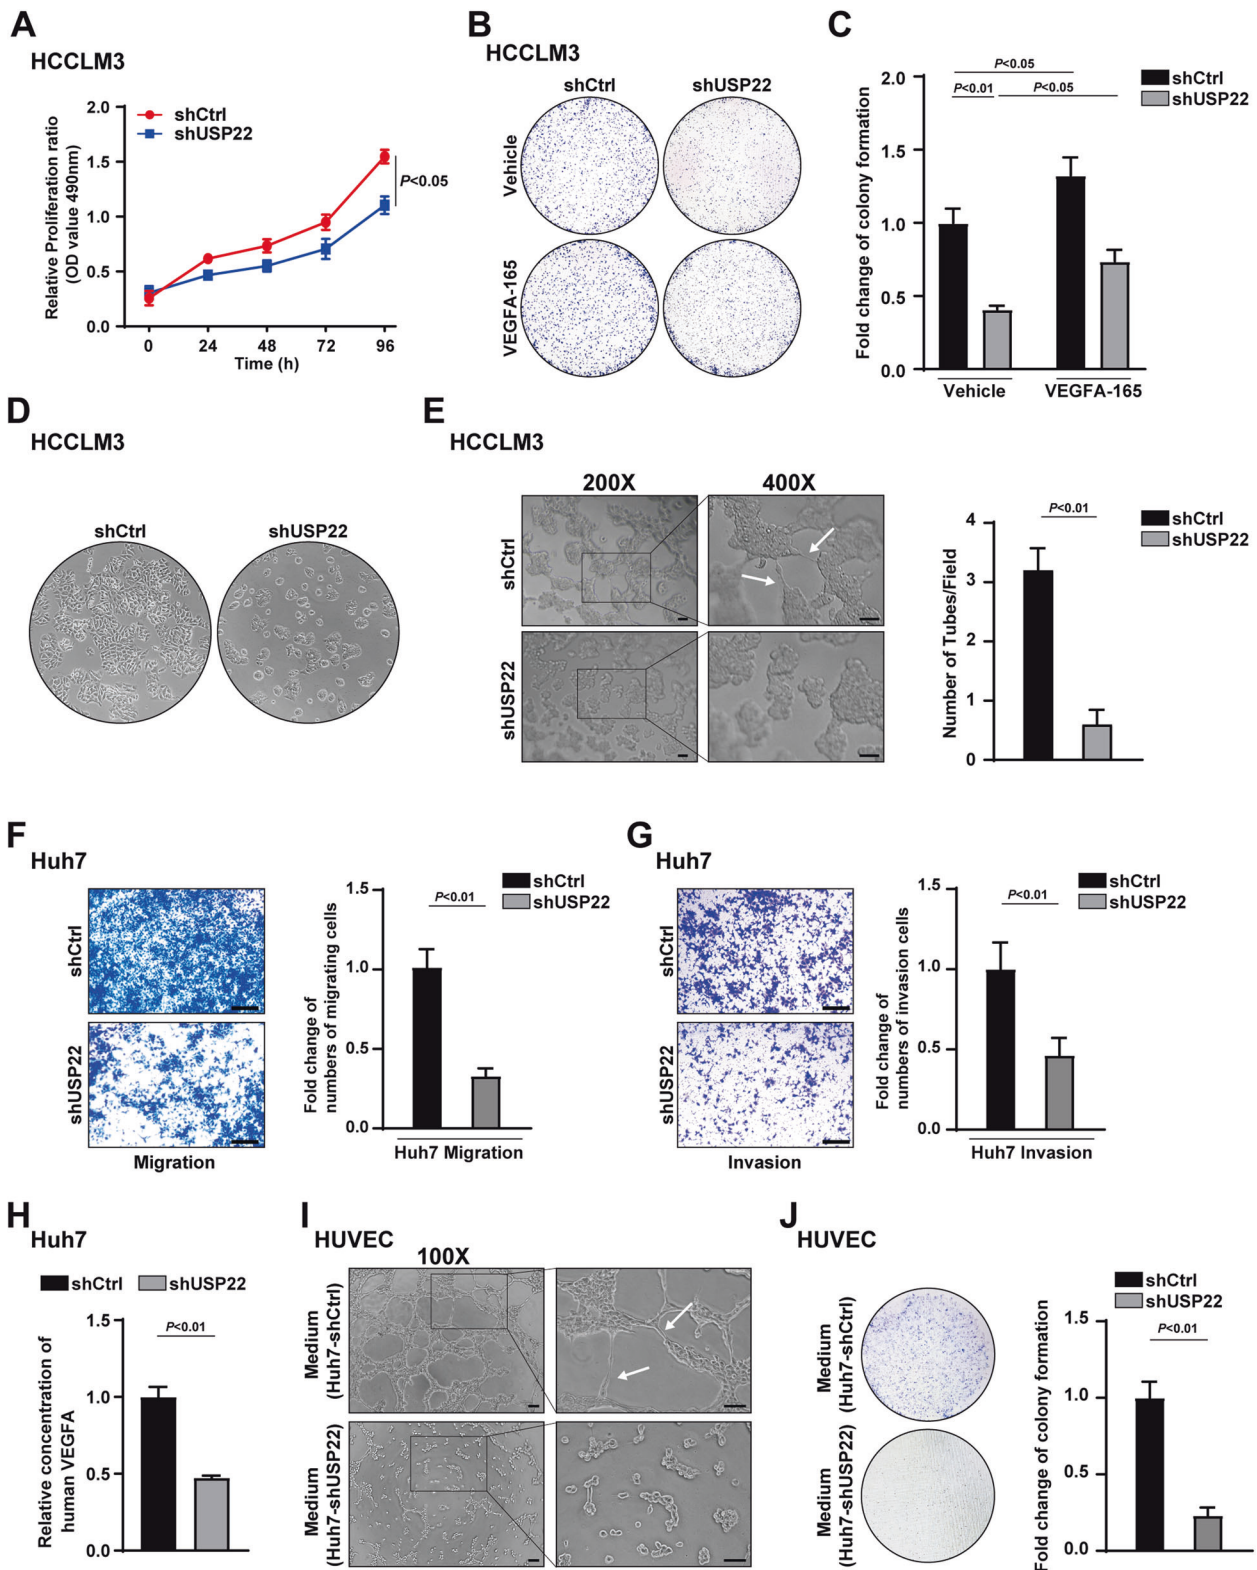 A
HCCLM3
2.0
1.5
1.0
0.5
0.0
Relative Proliferation ratio
(OD value 490nm)
shCtrl
shUSP22
P<0.05
0 24 48 72 96
Time (h)
B
HCCLM3
shCtrl shUSP22
Vehicle
VEGFA-165
C
Fold change of colony formation
2.0
1.5
1.0
0.5
0.0
P<0.05
P<0.01 P<0.05
shCtrl
shUSP22
Vehicle VEGFA-165
D
HCCLM3
shCtrl shUSP22
E
HCCLM3
200X 400X
shCtrl
shUSP22
Number of Tubes/Field
4
3
2
1
0
P<0.01
shCtrl
shUSP22
F
Huh7
shCtrl
shUSP22
Migration
Fold change of
numbers of migrating cells
1.5
1.0
0.5
0.0
P<0.01
shCtrl
shUSP22
Huh7 Migration
G
Huh7
shCtrl
shUSP22
Invasion
Fold change of
numbers of invasion cells
1.5
1.0
0.5
0.0
P<0.01
shCtrl
shUSP22
Huh7 Invasion
H
Huh7
shCtrl shUSP22
Relative concentration of
human VEGFA
1.5
1.0
0.5
0.0
P<0.01
I
HUVEC
100X
Medium
(Huh7-shCtrl)
Medium
(Huh7-shUSP22)
J
HUVEC
Medium
(Huh7-shCtrl)
Medium
(Huh7-shUSP22)
Fold change of colony formation
1.5
1.0
0.5
0.0
shCtrl
shUSP22
P<0.01